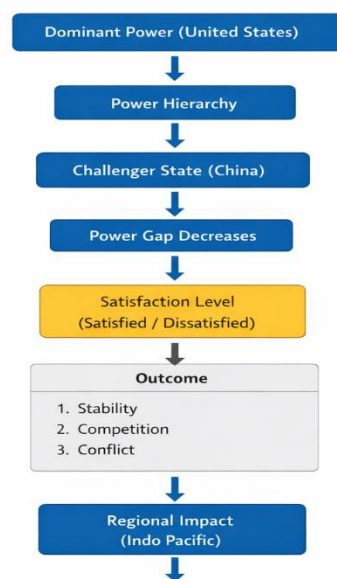 Dominant Power (United States)
Power Hierarchy
Challenger State (China)
Power Gap Decreases
Satisfaction Level
(Satisfied / Dissatisfied)
Outcome
1. Stability
2. Competition
3. Conflict
Regional Impact
(Indo Pacific)